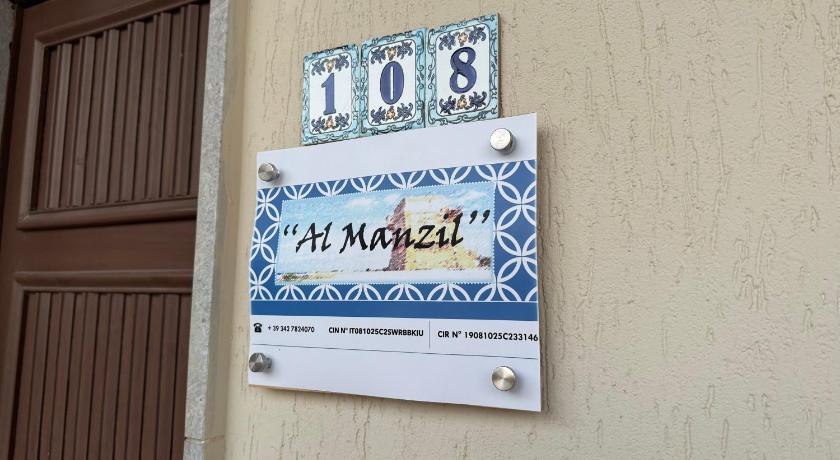 108
"Al Manzil"
☎ + 39 342 7824070 CIN N° IT081025C2SWRBBKIU CIR N° 19081025C233146